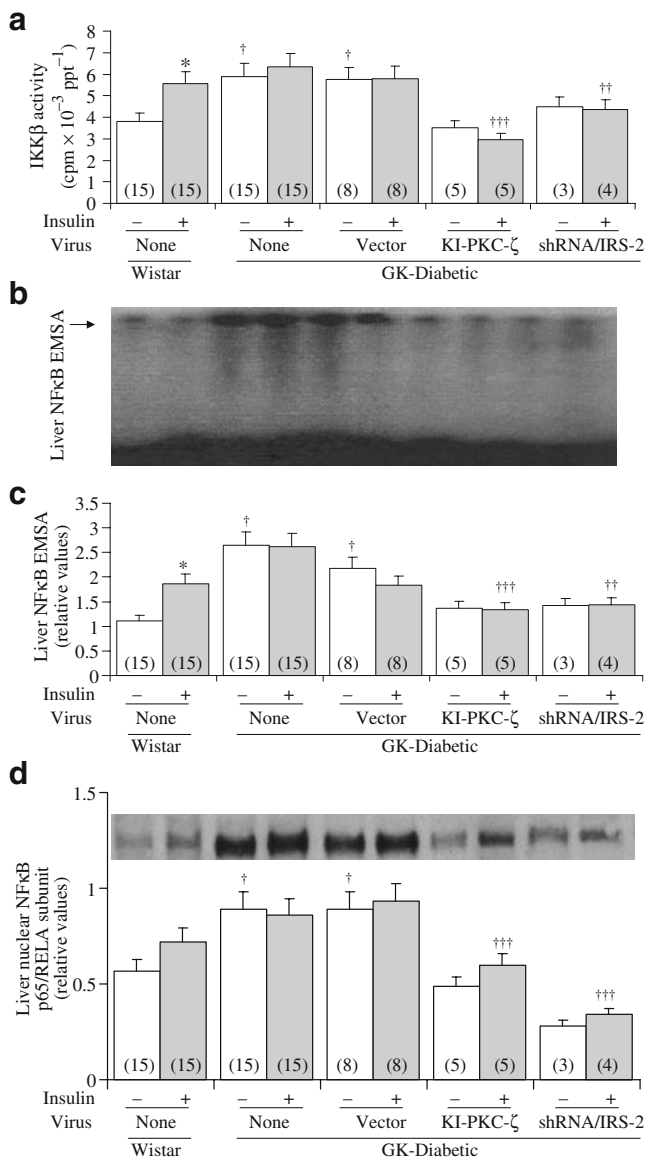 a
IKKβ activity
(cpm × 10⁻³ ppt⁻¹)
8
7
6
5
4
3
2
1
0
* † †
††† ††
(15) (15) (15) (15) (8) (8) (5) (5) (3) (4)
Insulin – + – + – + – + – +
Virus None None Vector KI-PKC-ζ shRNA/IRS-2
Wistar GK-Diabetic
b
Liver NFκB EMSA
c
Liver NFκB EMSA
(relative values)
3.5
3
2.5
2
1.5
1
0.5
0
* † †
††† ††
(15) (15) (15) (15) (8) (8) (5) (5) (3) (4)
Insulin – + – + – + – + – +
Virus None None Vector KI-PKC-ζ shRNA/IRS-2
Wistar GK-Diabetic
d
Liver nuclear NFκB
p65/RELA subunit
(relative values)
1.5
1
0.5
0
† †
††† †††
(15) (15) (15) (15) (8) (8) (5) (5) (3) (4)
Insulin – + – + – + – + – +
Virus None None Vector KI-PKC-ζ shRNA/IRS-2
Wistar GK-Diabetic